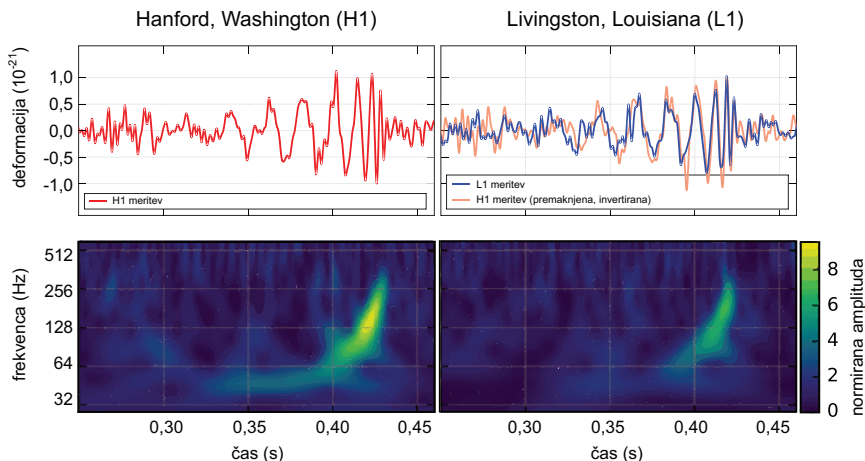 Hanford, Washington (H1)
Livingston, Louisiana (L1)
deformacija (10⁻²¹)
1,0
0,5
0,0
-0,5
-1,0
H1 meritev
L1 meritev
H1 meritev (premaknjena, invertirana)
frekvenca (Hz)
512
256
128
64
32
0,30
0,35
0,40
0,45
čas (s)
0,30
0,35
0,40
0,45
čas (s)
8
6
4
2
0
normirana amplituda